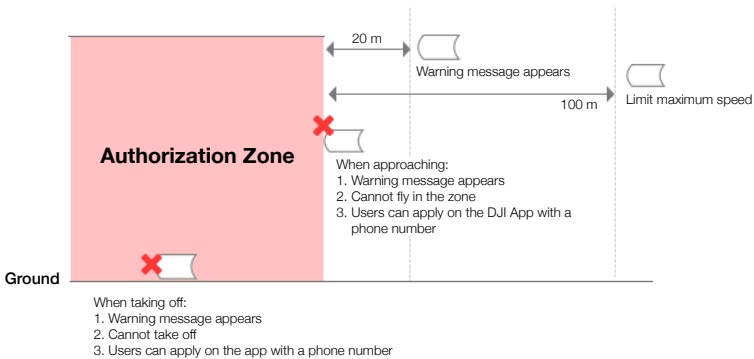 20 m
Warning message appears
100 m
Limit maximum speed
Authorization Zone
When approaching:
1. Warning message appears
2. Cannot fly in the zone
3. Users can apply on the DJI App with a
phone number
Ground
When taking off:
1. Warning message appears
2. Cannot take off
3. Users can apply on the app with a phone number